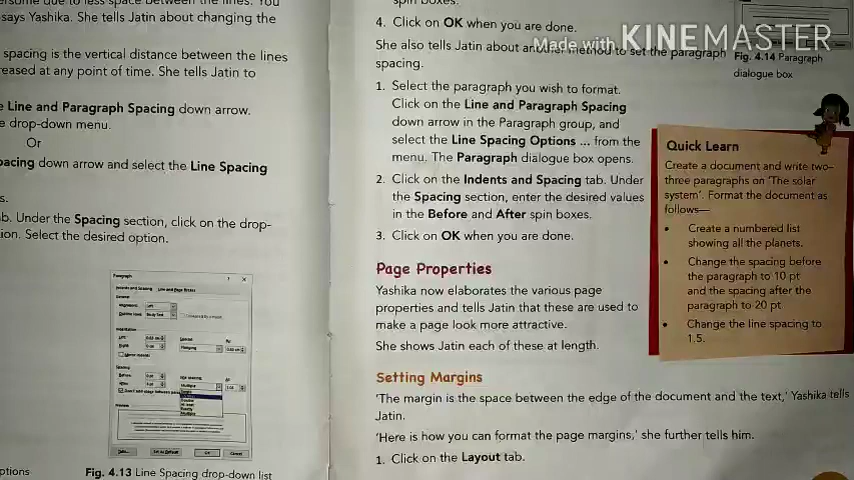 says Yashika. She tells Jatin about changing the
spacing is the vertical distance between the lines
reased at any point of time. She tells Jatin to
Line and Paragraph Spacing down arrow.
e drop-down menu.
Or
pacing down arrow and select the Line Spacing
s.
ab. Under the Spacing section, click on the drop-
ion. Select the desired option.
Paragraph
Indents and Spacing Line and Page Breaks
Spacing
Preview
ptions
Fig. 4.13 Line Spacing drop-down list
spin boxes.
4. Click on OK when you are done.
She also tells Jatin about another method to set the paragraph
spacing.
1. Select the paragraph you wish to format.
Click on the Line and Paragraph Spacing
down arrow in the Paragraph group, and
select the Line Spacing Options ... from the
menu. The Paragraph dialogue box opens.
2. Click on the Indents and Spacing tab. Under
the Spacing section, enter the desired values
in the Before and After spin boxes.
3. Click on OK when you are done.
Page Properties
Yashika now elaborates the various page
properties and tells Jatin that these are used to
make a page look more attractive.
She shows Jatin each of these at length.
Setting Margins
'The margin is the space between the edge of the document and the text,' Yashika tells
Jatin.
'Here is how you can format the page margins,' she further tells him.
1. Click on the Layout tab.
Made with KINEMASTER
Fig. 4.14 Paragraph
dialogue box
Quick Learn
Create a document and write two-
three paragraphs on 'The solar
system'. Format the document as
follows—
• Create a numbered list
showing all the planets.
• Change the spacing before
the paragraph to 10 pt
and the spacing after the
paragraph to 20 pt.
• Change the line spacing to
1.5.